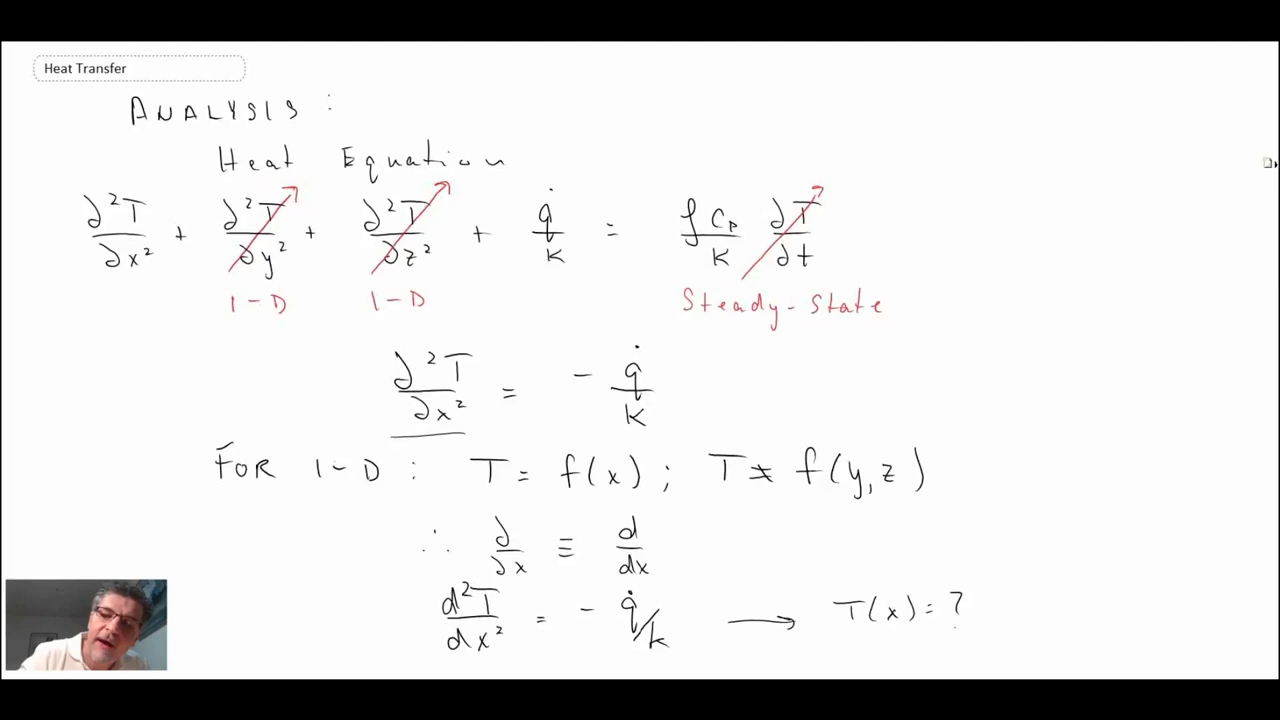 Heat Transfer
ANALYSIS :
Heat Equation
∂²T/∂x² + ∂²T/∂y² + ∂²T/∂z² + q̇/k = ρ Cp/k ∂T/∂t
1-D 1-D Steady-State
∂²T/∂x² = - q̇/k
FOR 1-D : T = f(x) ; T ≠ f(y,z)
∴ ∂/∂x ≡ d/dx
d²T/dx² = - q̇/k → T(x) = ?